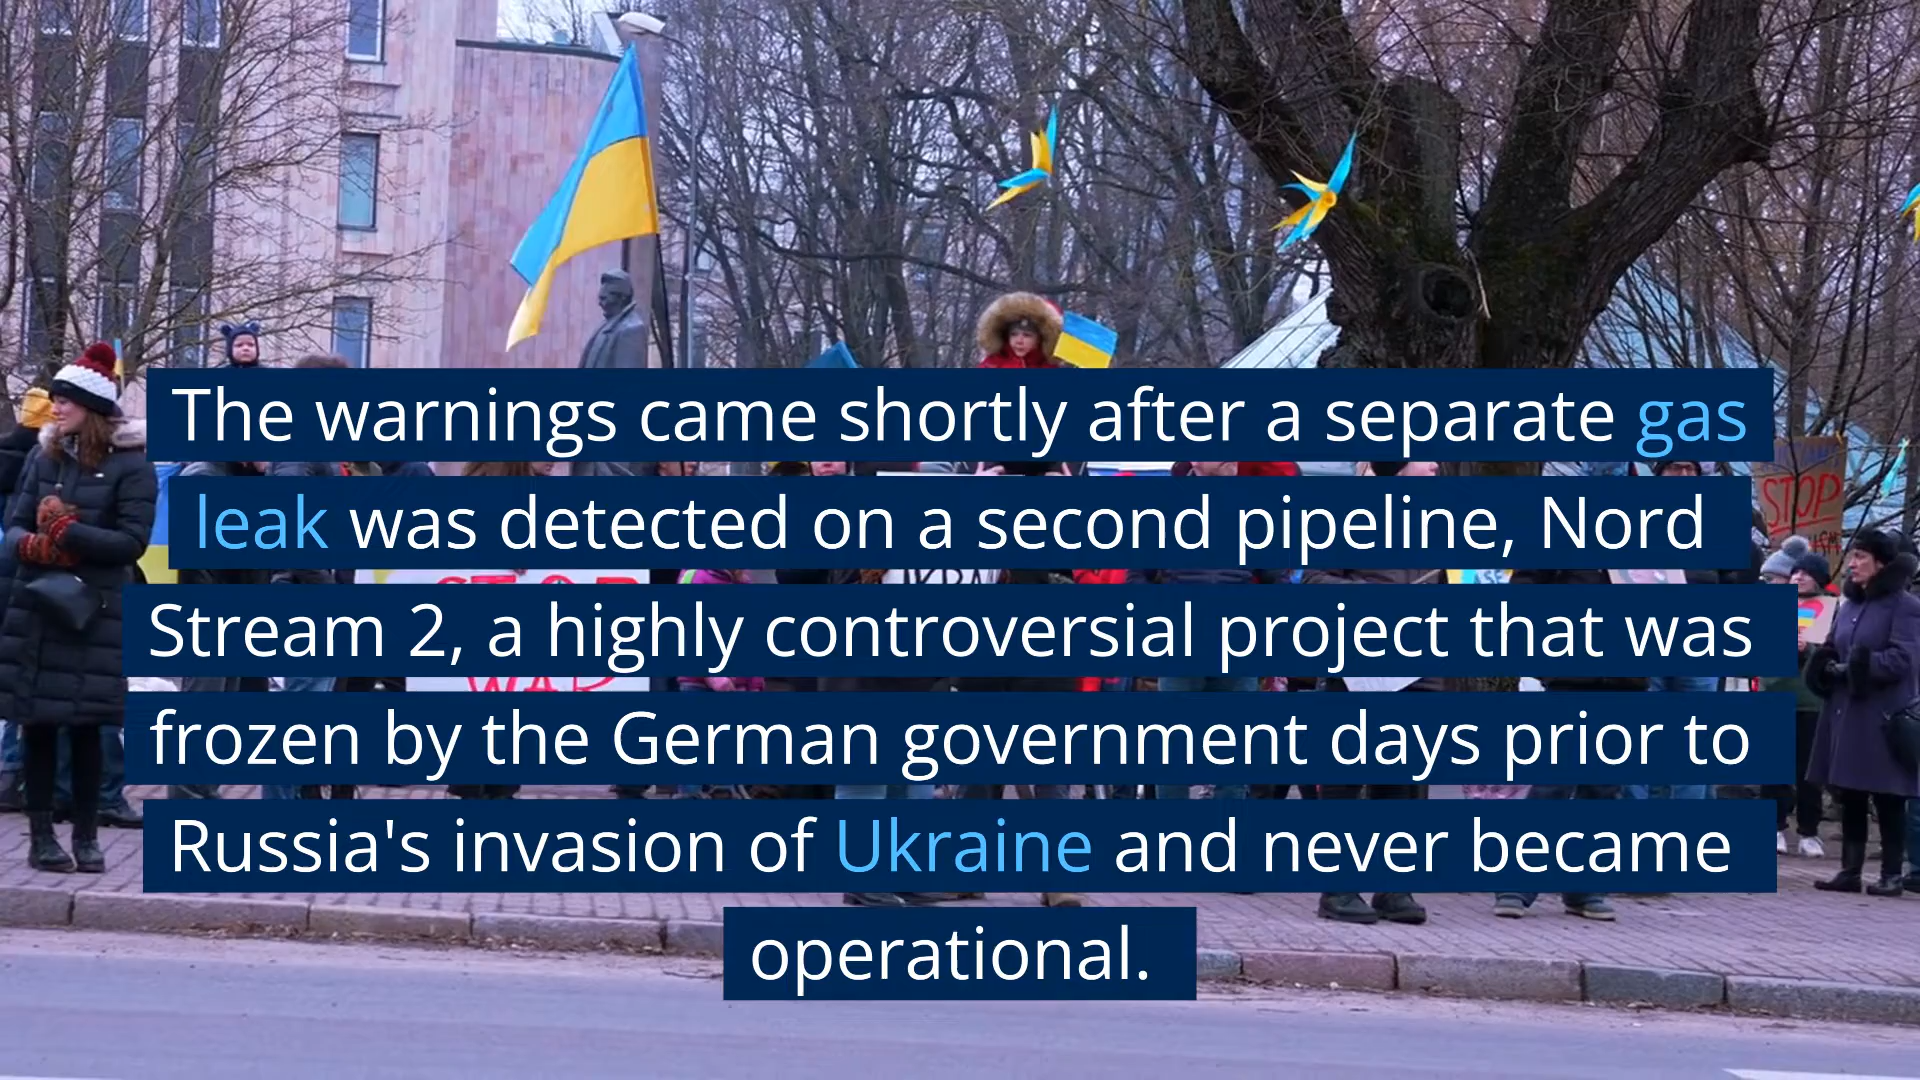 The warnings came shortly after a separate gas
leak was detected on a second pipeline, Nord
Stream 2, a highly controversial project that was
frozen by the German government days prior to
Russia's invasion of Ukraine and never became
operational.
STOP
STOP
WAR